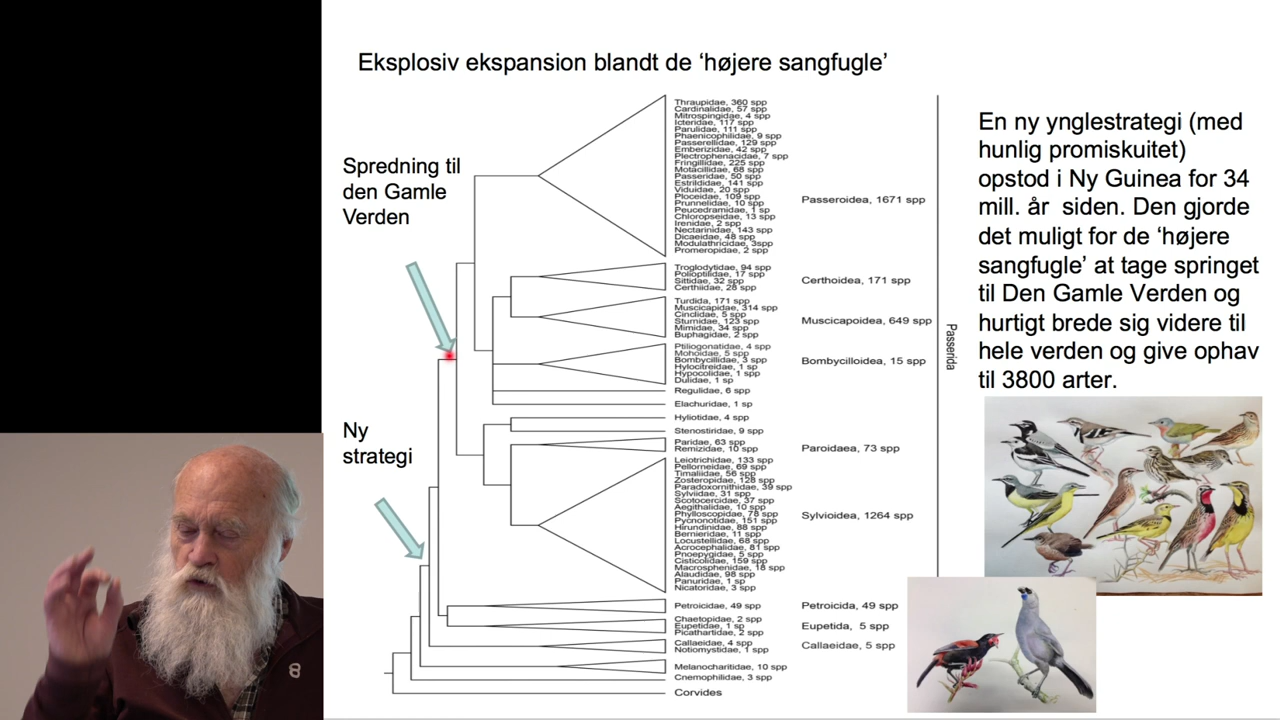 Eksplosiv ekspansion blandt de ‘højere sangfugle’
Spredning til
den Gamle
Verden
Ny
strategi
Thraupidae, 360 spp
Cardinalidae, 57 spp
Mitrospingidae, 4 spp
Icteridae, 117 spp
Parulidae, 111 spp
Phaenicophilidae, 9 spp
Passerellidae, 129 spp
Emberizidae, 42 spp
Plectrophenacidae, 7 spp
Fringillidae, 225 spp
Motacillidae, 68 spp
Passeridae, 50 spp
Estrildidae, 141 spp
Viduidae, 20 spp
Ploceidae, 109 spp
Prunnelidae, 10 spp
Peucedramidae, 1 sp
Chloropseidae, 13 spp
Irenidae, 2 spp
Nectarinidae, 143 spp
Dicaeidae, 48 spp
Modulathricidae, 3spp
Promeropidae, 2 spp
Passeroidea, 1671 spp
Troglodytidae, 94 spp
Polioptilidae, 17 spp
Sittidae, 32 spp
Certhiidae, 28 spp
Certhoidea, 171 spp
Turdida, 171 spp
Muscicapidae, 314 spp
Cinclidae, 5 spp
Sturnidae, 123 spp
Mimidae, 34 spp
Buphagidae, 2 spp
Muscicapoidea, 649 spp
Ptiliogonatidae, 4 spp
Mohoidae, 5 spp
Bombycillidae, 3 spp
Hylocitreidae, 1 sp
Hypocolidae, 1 spp
Dulidae, 1 sp
Bombycilloidea, 15 spp
Regulidae, 6 spp
Elachuridae, 1 sp
Hyliotidae, 4 spp
Stenostiridae, 9 spp
Paridae, 63 spp
Remizidae, 10 spp
Paroidaea, 73 spp
Leiotrichidae, 133 spp
Pellorneidae, 69 spp
Timaliidae, 56 spp
Zosteropidae, 128 spp
Paradoxornithidae, 39 spp
Sylviidae, 31 spp
Scotocercidae, 37 spp
Aegithalidae, 10 spp
Phylloscopidae, 78 spp
Pycnonotidae, 151 spp
Hirundinidae, 88 spp
Bernieridae, 11 spp
Locustellidae, 68 spp
Acrocephalidae, 81 spp
Pnoepygidae, 5 spp
Cisticolidae, 159 spp
Macrosphenidae, 18 spp
Alaudidae, 98 spp
Panuridae, 1 sp
Nicatoridae, 3 spp
Sylvioidea, 1264 spp
Petroicidae, 49 spp
Petroicida, 49 spp
Chaetopidae, 2 spp
Eupetidae, 1 sp
Picathartidae, 2 spp
Eupetida, 5 spp
Callaeidae, 4 spp
Notiomystidae, 1 spp
Callaeidae, 5 spp
Melanocharitidae, 10 spp
Cnemophilidae, 3 spp
Corvides
Passerida
En ny ynglestrategi (med
hunlig promiskuitet)
opstod i Ny Guinea for 34
mill. år siden. Den gjorde
det muligt for de ‘højere
sangfugle’ at tage springet
til Den Gamle Verden og
hurtigt brede sig videre til
hele verden og give ophav
til 3800 arter.